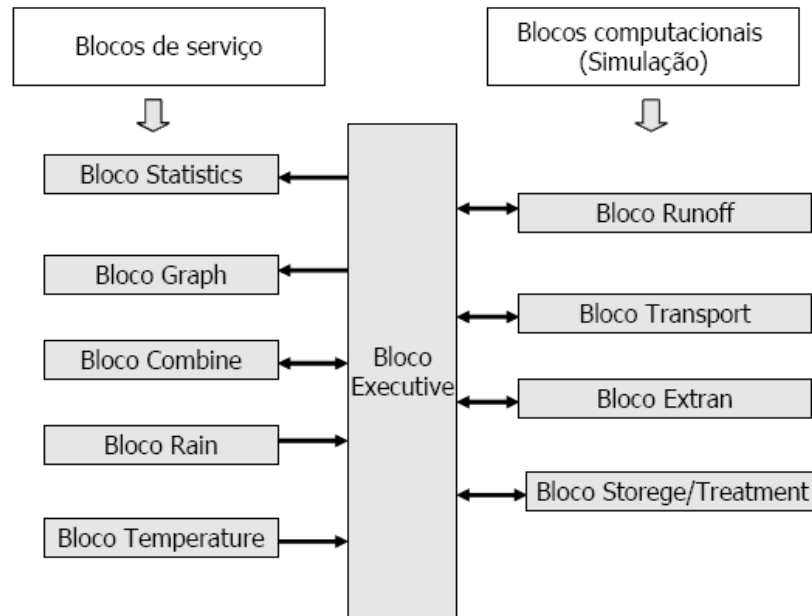 Blocos de serviço
Blocos computacionais
(Simulação)
Bloco Statistics
Bloco Graph
Bloco Combine
Bloco Rain
Bloco Temperature
Bloco
Executive
Bloco Runoff
Bloco Transport
Bloco Extran
Bloco Storege/Treatment